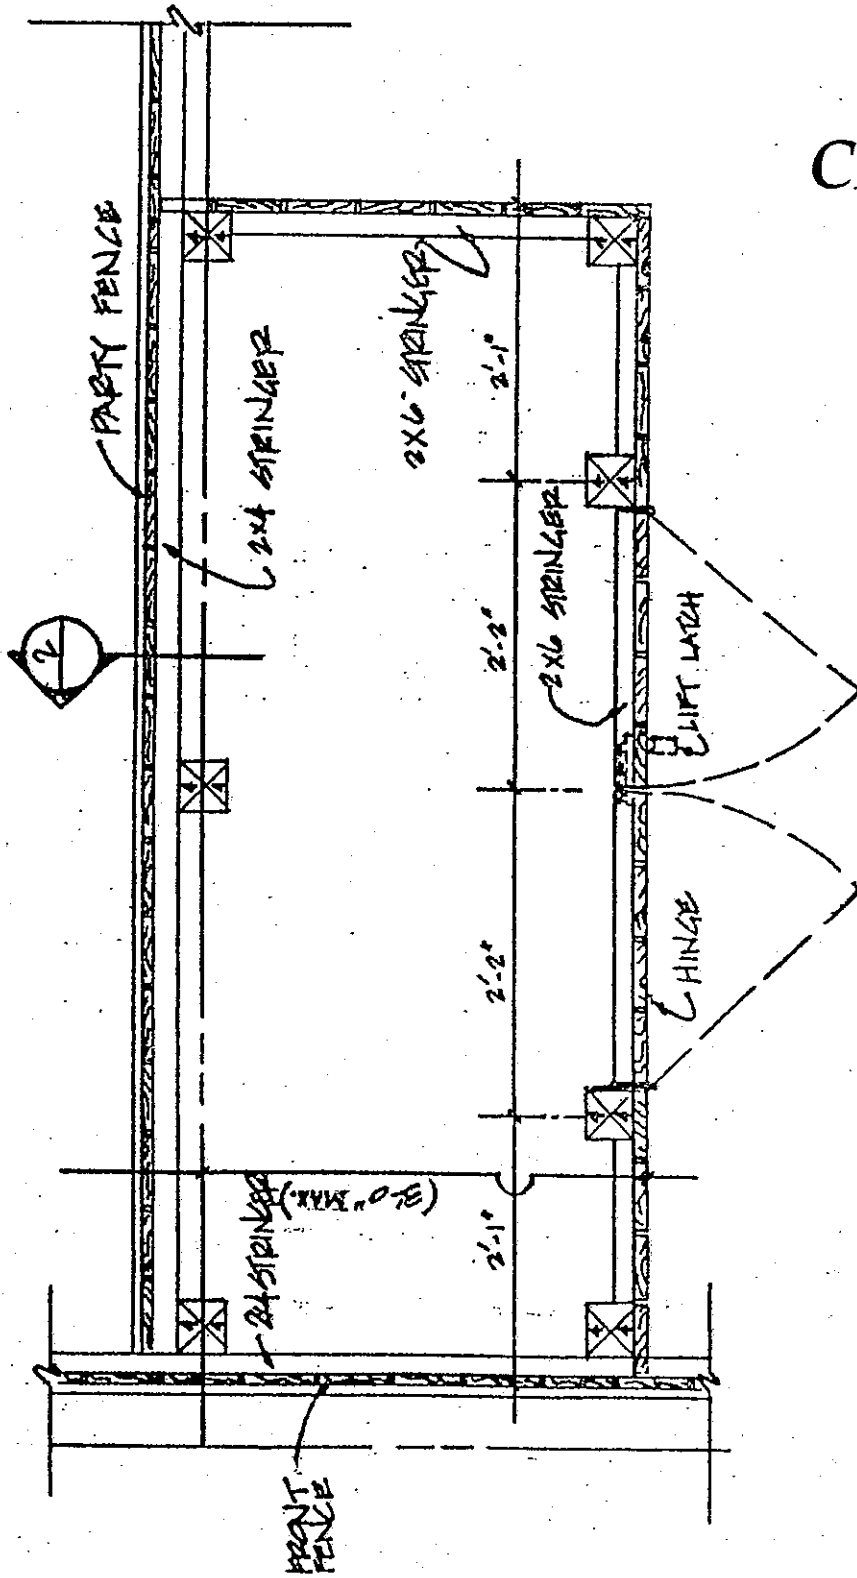 PARTY FENCE
2X4 STRINGER
2X6 STRINGER
2'-1"
2'-2"
2X6 STRINGER
LIFT LATCH
2
2'-2"
HINGE
(3'-0" MAX.)
2'-1"
24 STRINGER
FRONT
FENCE